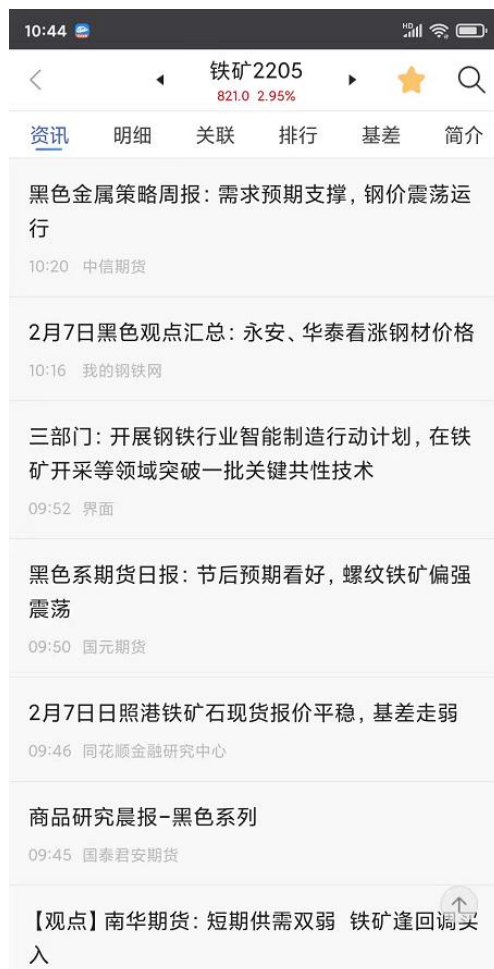 10:44
HD
铁矿2205
821.0 2.95%
资讯 明细 关联 排行 基差 简介
黑色金属策略周报：需求预期支撑，钢价震荡运
行
10:20 中信期货
2月7日黑色观点汇总：永安、华泰看涨钢材价格
10:16 我的钢铁网
三部门：开展钢铁行业智能制造行动计划，在铁
矿开采等领域突破一批关键共性技术
09:52 界面
黑色系期货日报：节后预期看好，螺纹铁矿偏强
震荡
09:50 国元期货
2月7日日照港铁矿石现货报价平稳，基差走弱
09:46 同花顺金融研究中心
商品研究晨报-黑色系列
09:45 国泰君安期货
【观点】南华期货：短期供需双弱 铁矿逢回调买
入